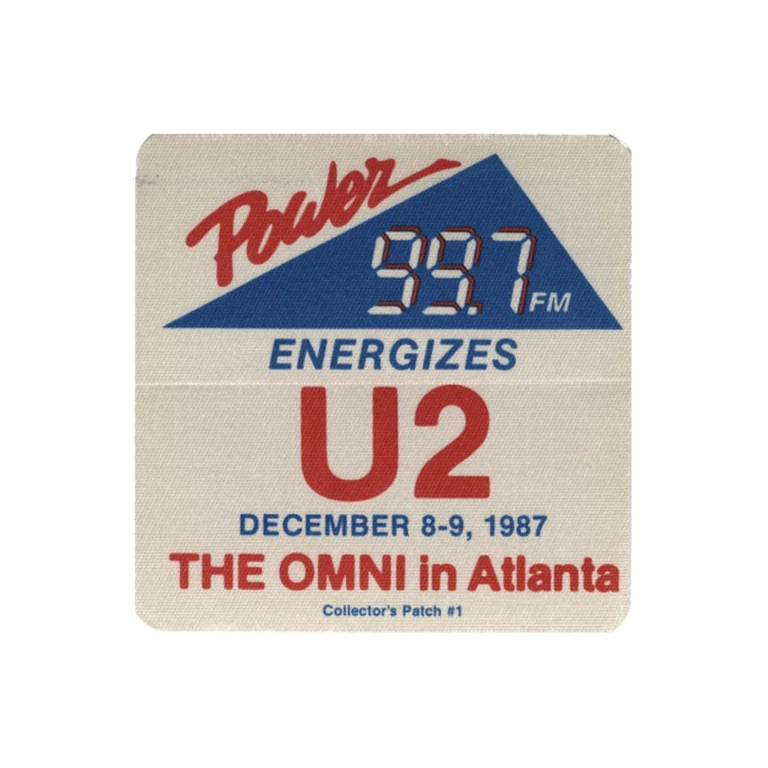 Power
99.7 FM
ENERGIZES
U2
DECEMBER 8-9, 1987
THE OMNI in Atlanta
Collector's Patch #1